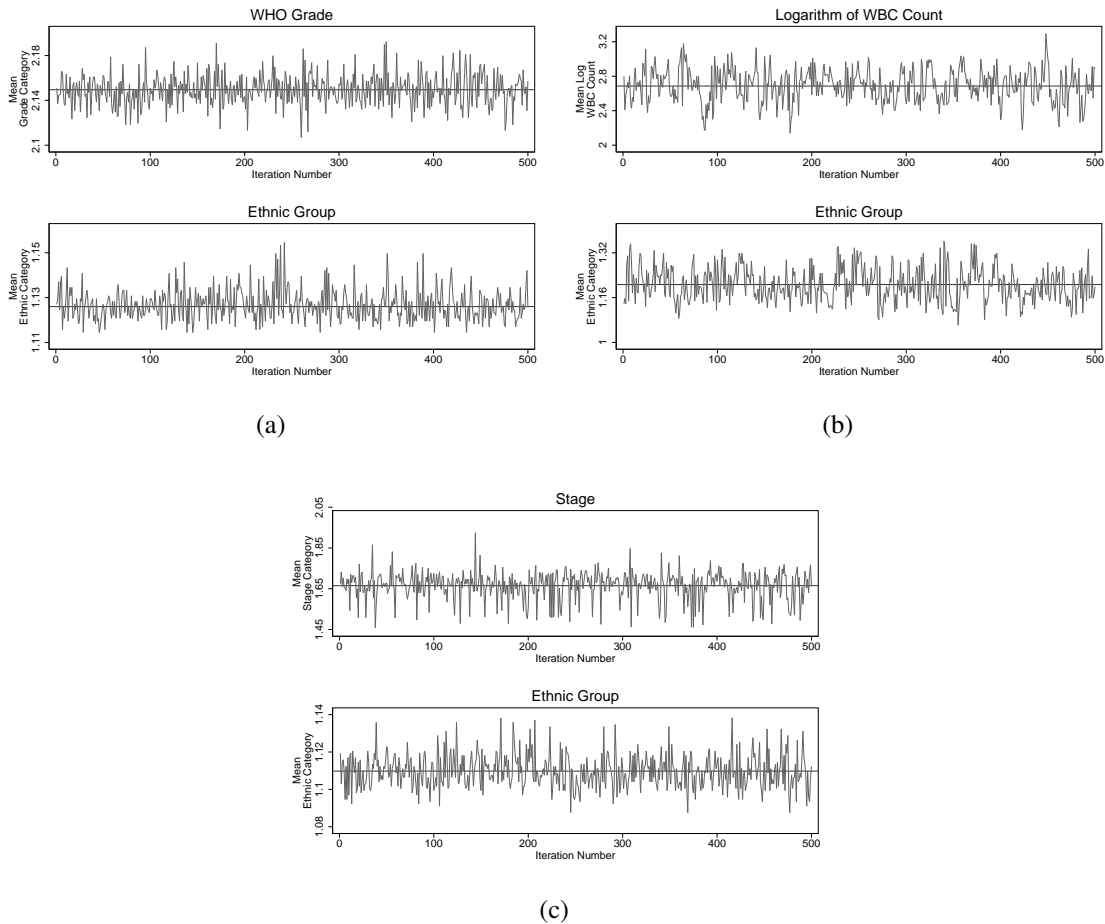 WHO Grade
Mean
Grade Category
2.1 2.14 2.18
0 100 200 300 400 500
Iteration Number
Ethnic Group
Mean
Ethnic Category
1.11 1.13 1.15
0 100 200 300 400 500
Iteration Number
(a)
Logarithm of WBC Count
Mean Log
WBC Count
2 2.4 2.8 3.2
0 100 200 300 400 500
Iteration Number
Ethnic Group
Mean
Ethnic Category
1 1.16 1.32
0 100 200 300 400 500
Iteration Number
(b)
Stage
Mean
Stage Category
1.45 1.65 1.85 2.05
0 100 200 300 400 500
Iteration Number
Ethnic Group
Mean
Ethnic Category
1.08 1.1 1.12 1.14
0 100 200 300 400 500
Iteration Number
(c)